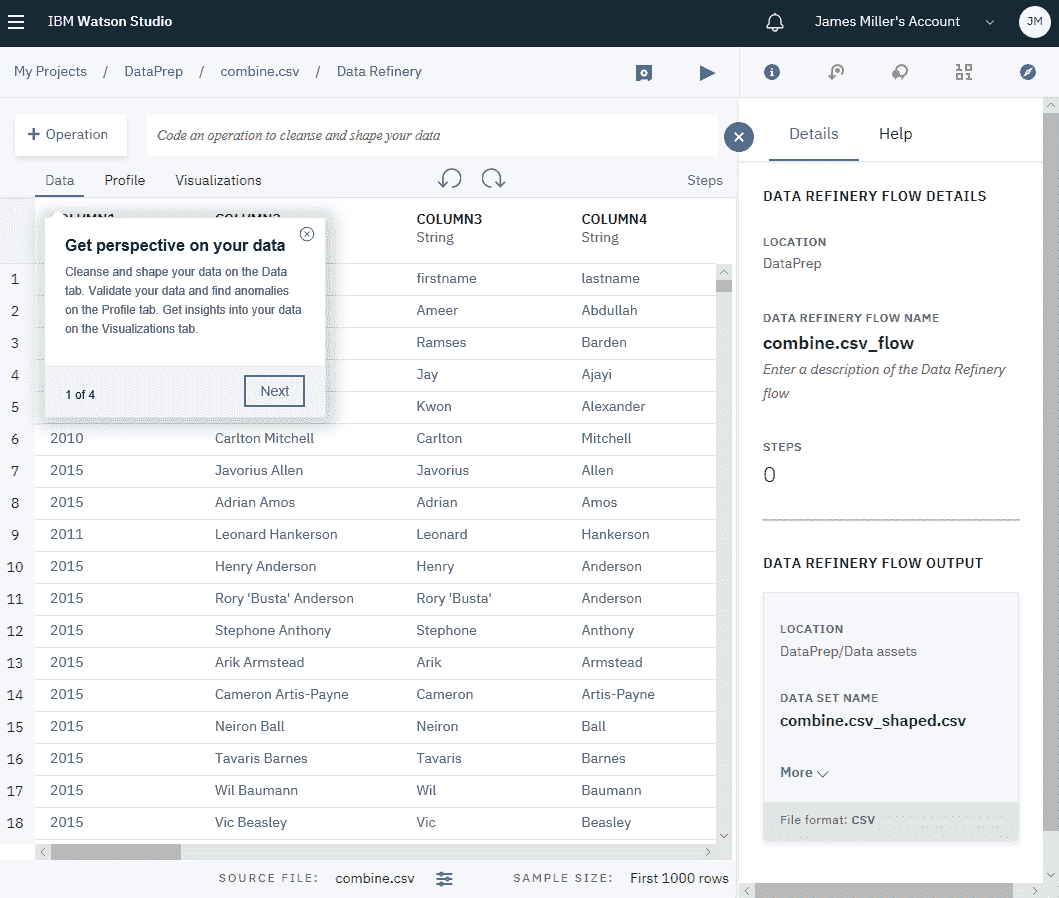 IBM Watson Studio
James Miller's Account
JM
My Projects / DataPrep / combine.csv / Data Refinery
+ Operation
Code an operation to cleanse and shape your data
Data Profile Visualizations
Steps
COLUMN3 COLUMN4
String String
Get perspective on your data
Cleanse and shape your data on the Data
tab. Validate your data and find anomalies
on the Profile tab. Get insights into your data
on the Visualizations tab.
1 of 4
Next
1 firstname lastname
2 Ameer Abdullah
3 Ramses Barden
4 Jay Ajayi
5 Kwon Alexander
6 2010 Carlton Mitchell Carlton Mitchell
7 2015 Javorius Allen Javorius Allen
8 2015 Adrian Amos Adrian Amos
9 2011 Leonard Hankerson Leonard Hankerson
10 2015 Henry Anderson Henry Anderson
11 2015 Rory 'Busta' Anderson Rory 'Busta' Anderson
12 2015 Stephone Anthony Stephone Anthony
13 2015 Arik Armstead Arik Armstead
14 2015 Cameron Artis-Payne Cameron Artis-Payne
15 2015 Neiron Ball Neiron Ball
16 2015 Tavaris Barnes Tavaris Barnes
17 2015 Wil Baumann Wil Baumann
18 2015 Vic Beasley Vic Beasley
SOURCE FILE: combine.csv
SAMPLE SIZE: First 1000 rows
Details Help
DATA REFINERY FLOW DETAILS
LOCATION
DataPrep
DATA REFINERY FLOW NAME
combine.csv_flow
Enter a description of the Data Refinery
flow
STEPS
0
DATA REFINERY FLOW OUTPUT
LOCATION
DataPrep/Data assets
DATA SET NAME
combine.csv_shaped.csv
More
File format: CSV